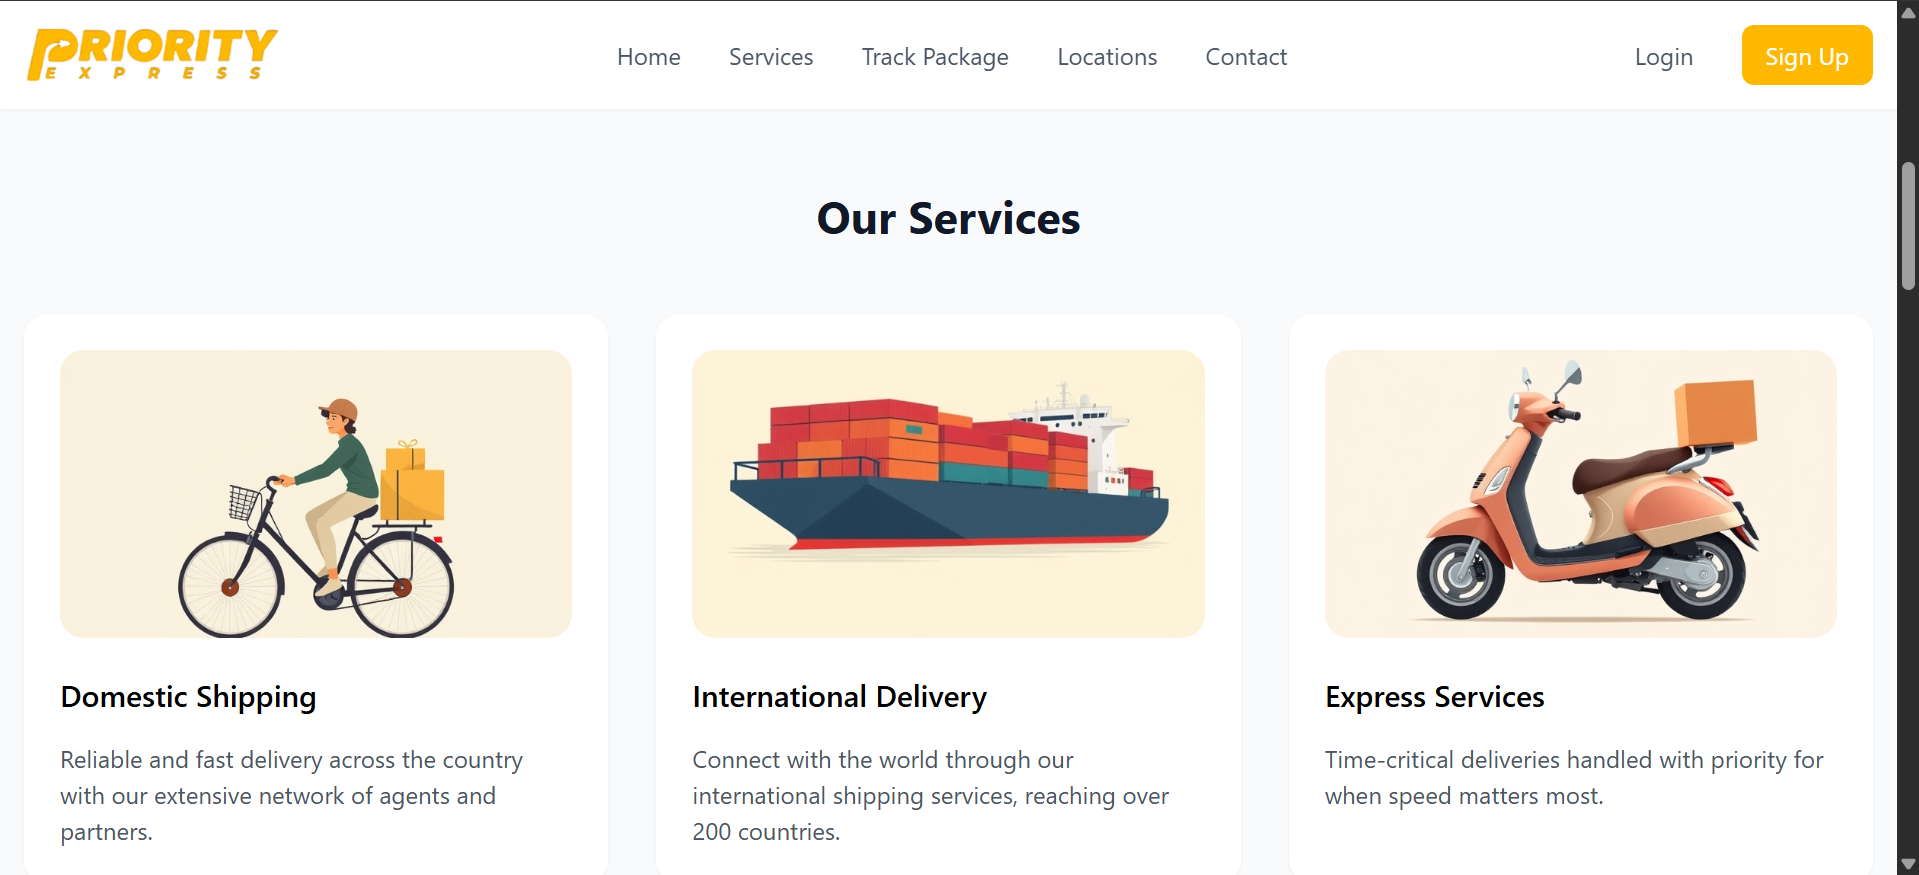 PRIORITY
EXPRESS
Home
Services
Track Package
Locations
Contact
Login
Sign Up
Our Services
Domestic Shipping
Reliable and fast delivery across the country
with our extensive network of agents and
partners.
International Delivery
Connect with the world through our
international shipping services, reaching over
200 countries.
Express Services
Time-critical deliveries handled with priority for
when speed matters most.